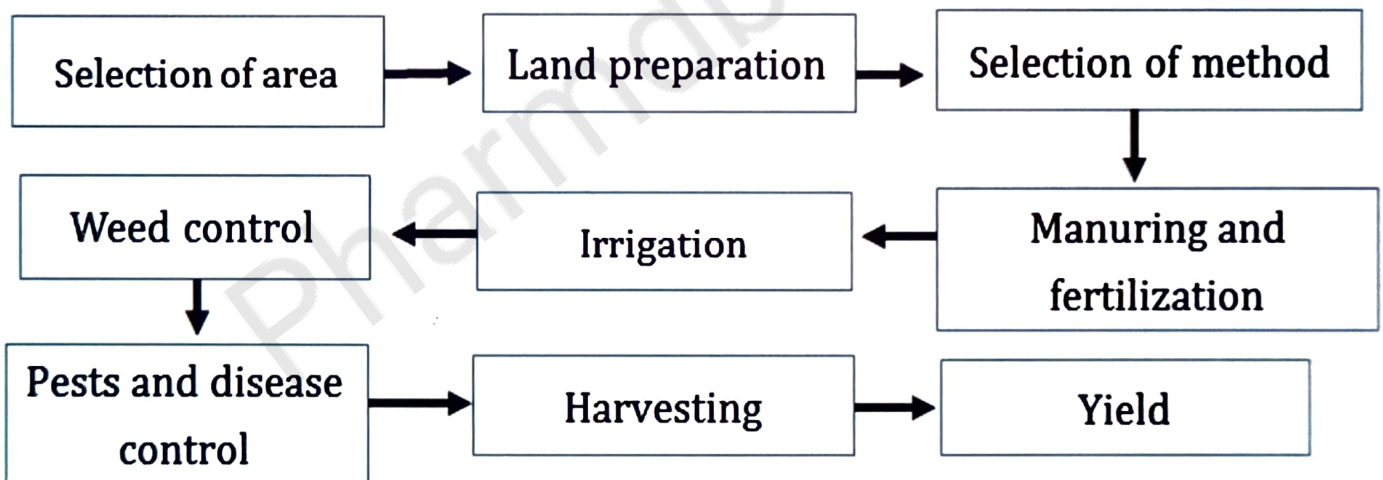 Selection of area
Land preparation
Selection of method
Manuring and
fertilization
Irrigation
Weed control
Pests and disease
control
Harvesting
Yield